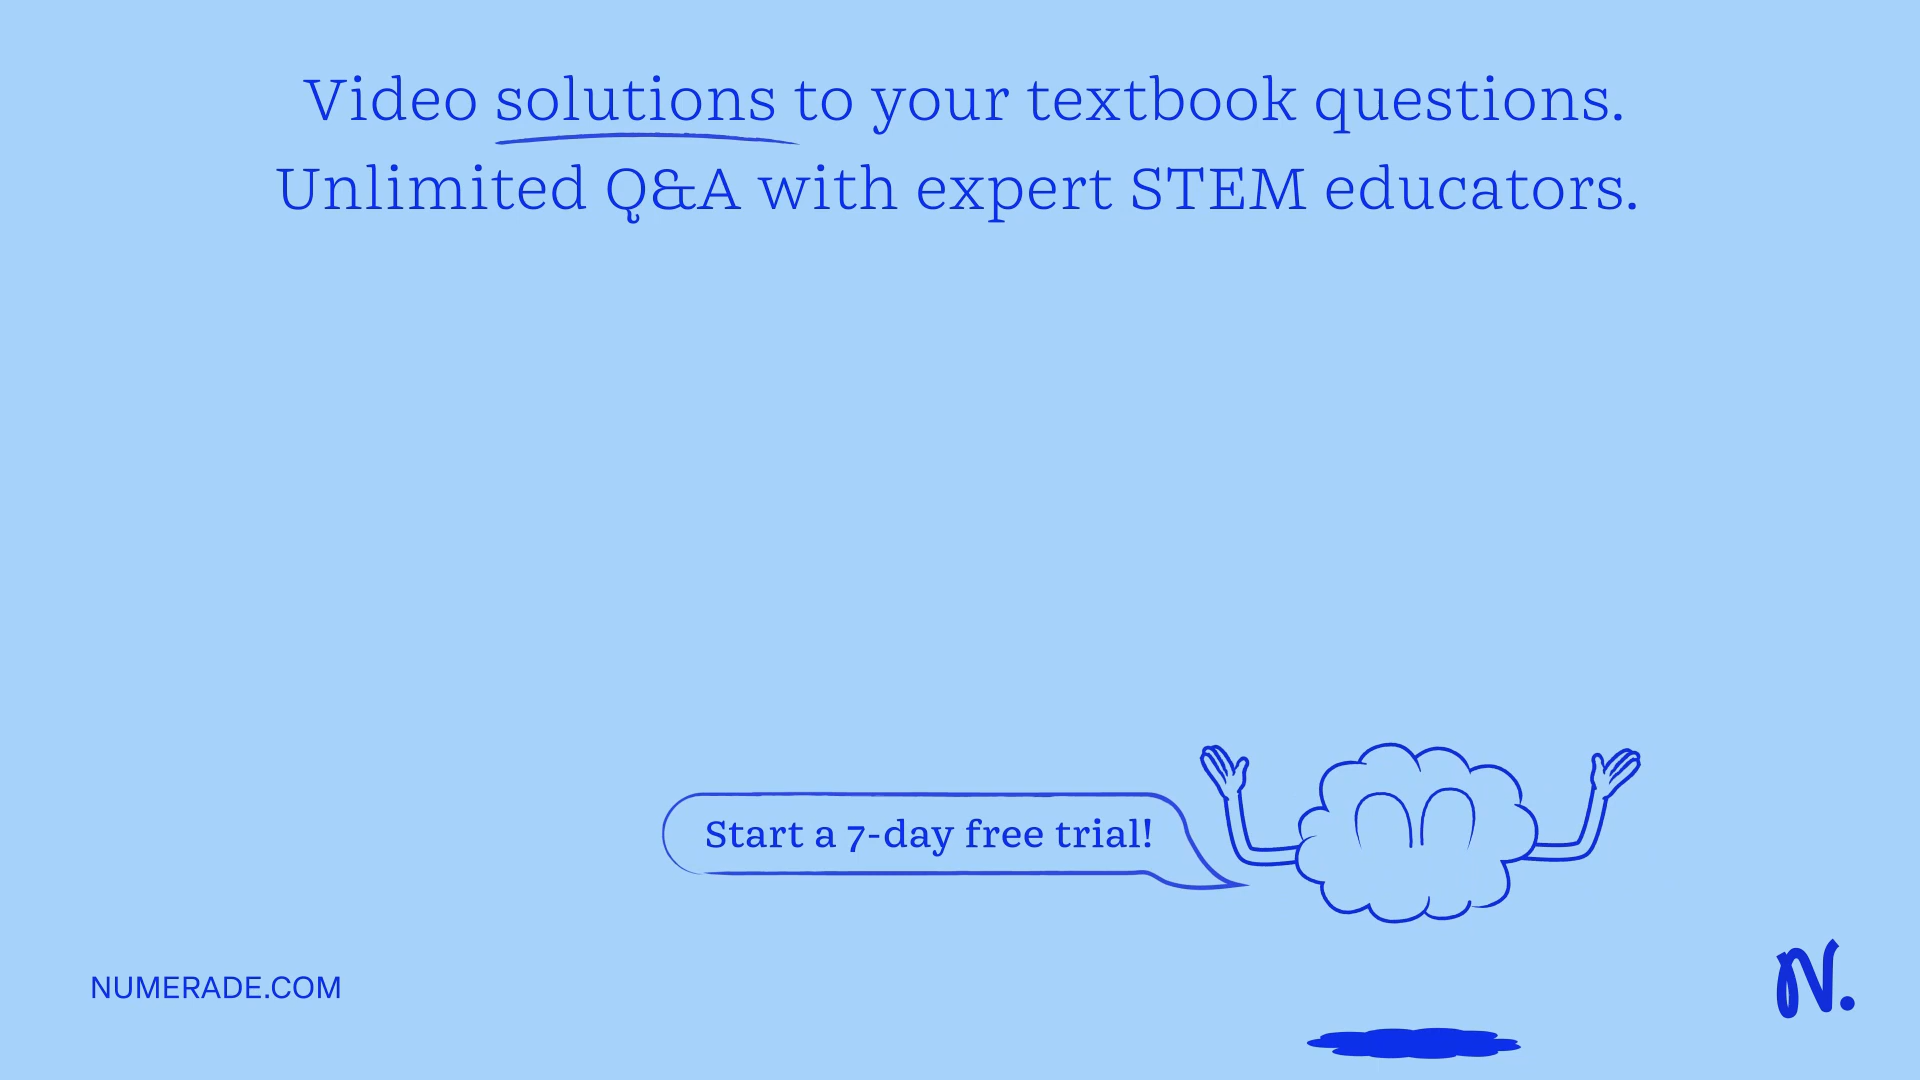 Video solutions to your textbook questions.
Unlimited Q&A with expert STEM educators.
Start a 7-day free trial!
NUMERADE.COM
N.